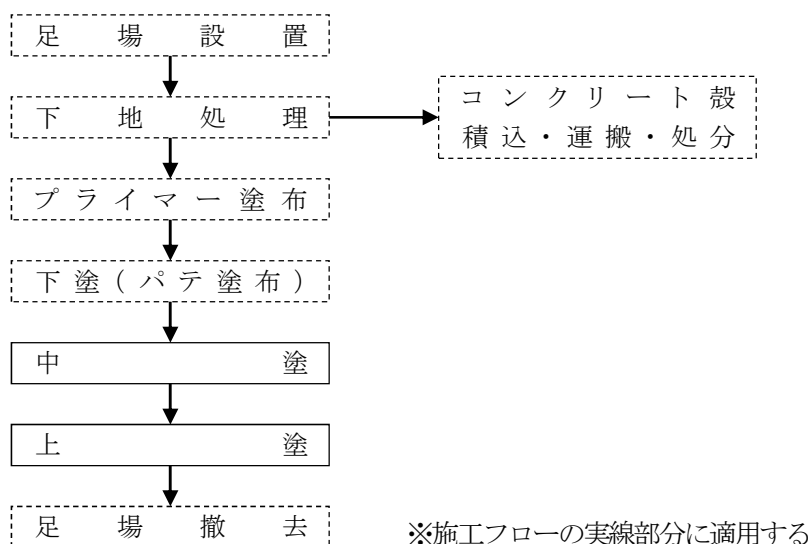 足場設置
下地処理
コンクリート殻
積込・運搬・処分
プライマー塗布
下塗(パテ塗布)
中塗
上塗
足場撤去
※施工フローの実線部分に適用する